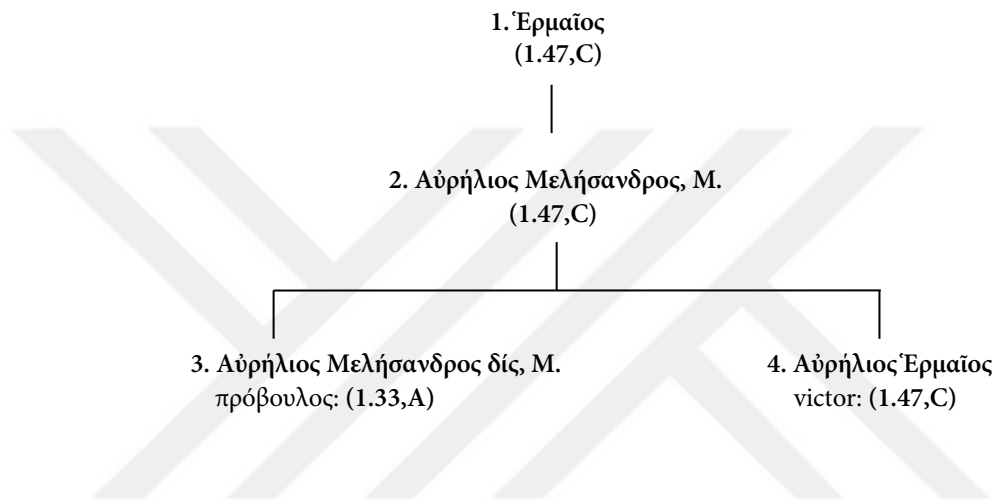 1. Ἑρμαῖος
(1.47,C)
2. Αὐρήλιος Μελήσανδρος, Μ.
(1.47,C)
3. Αὐρήλιος Μελήσανδρος δίς, Μ.
πρόβουλος: (1.33,A)
4. Αὐρήλιος Ἑρμαῖος
victor: (1.47,C)